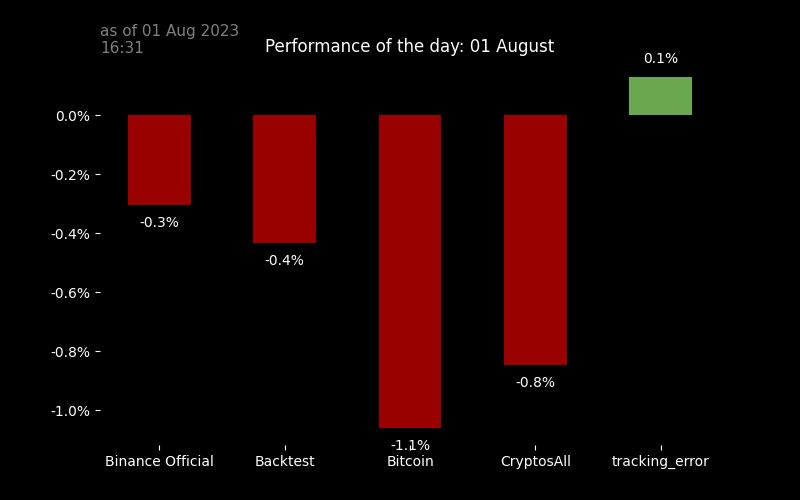 as of 01 Aug 2023
16:31
Performance of the day: 01 August
0.1%
0.0%
-0.2%
-0.3%
-0.4%
-0.4%
-0.6%
-0.8%
-0.8%
-1.0%
-1.1%
Binance Official
Backtest
Bitcoin
CryptosAll
tracking_error